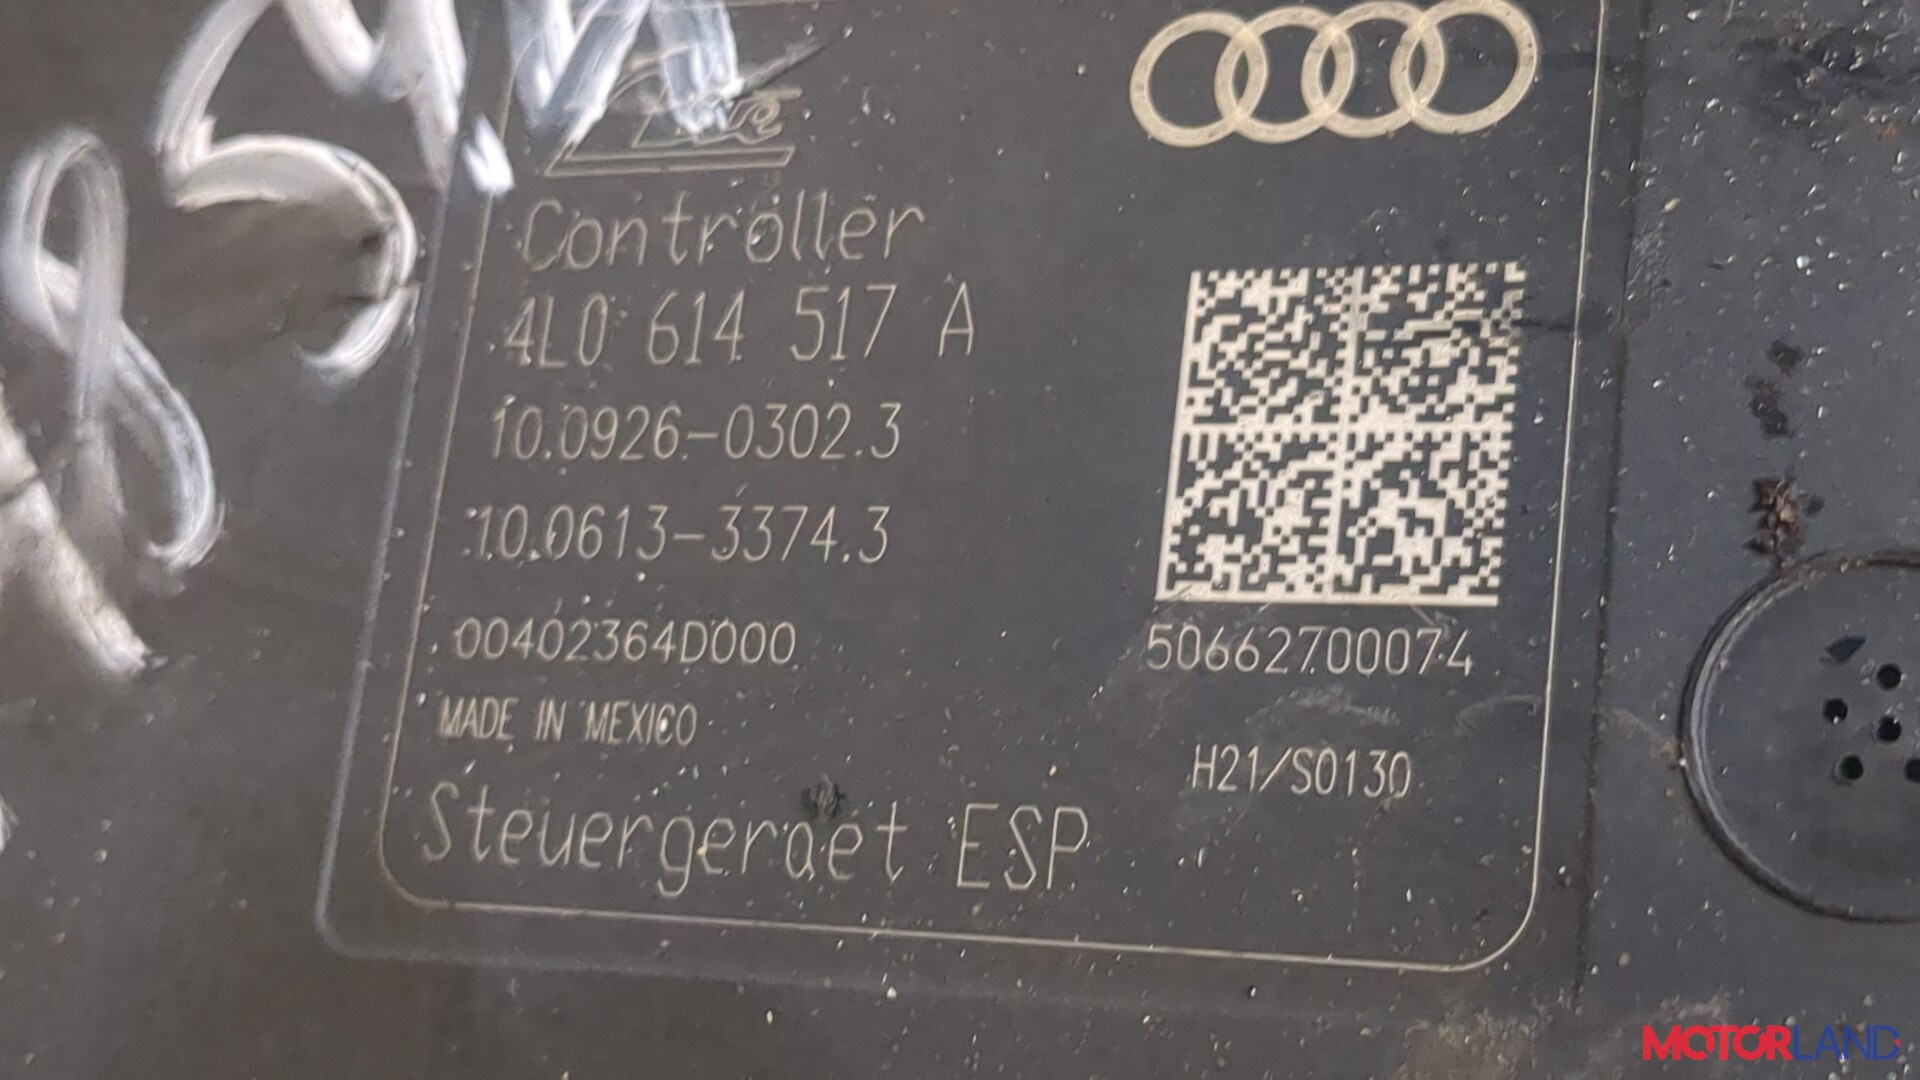 Controller
4L0 614 517 A
10.0926-0302.3
10.0613-3374.3
00402364D000
50662700074
MADE IN MEXICO
H21/S0130
Steuergeraet ESP
MOTORLAND